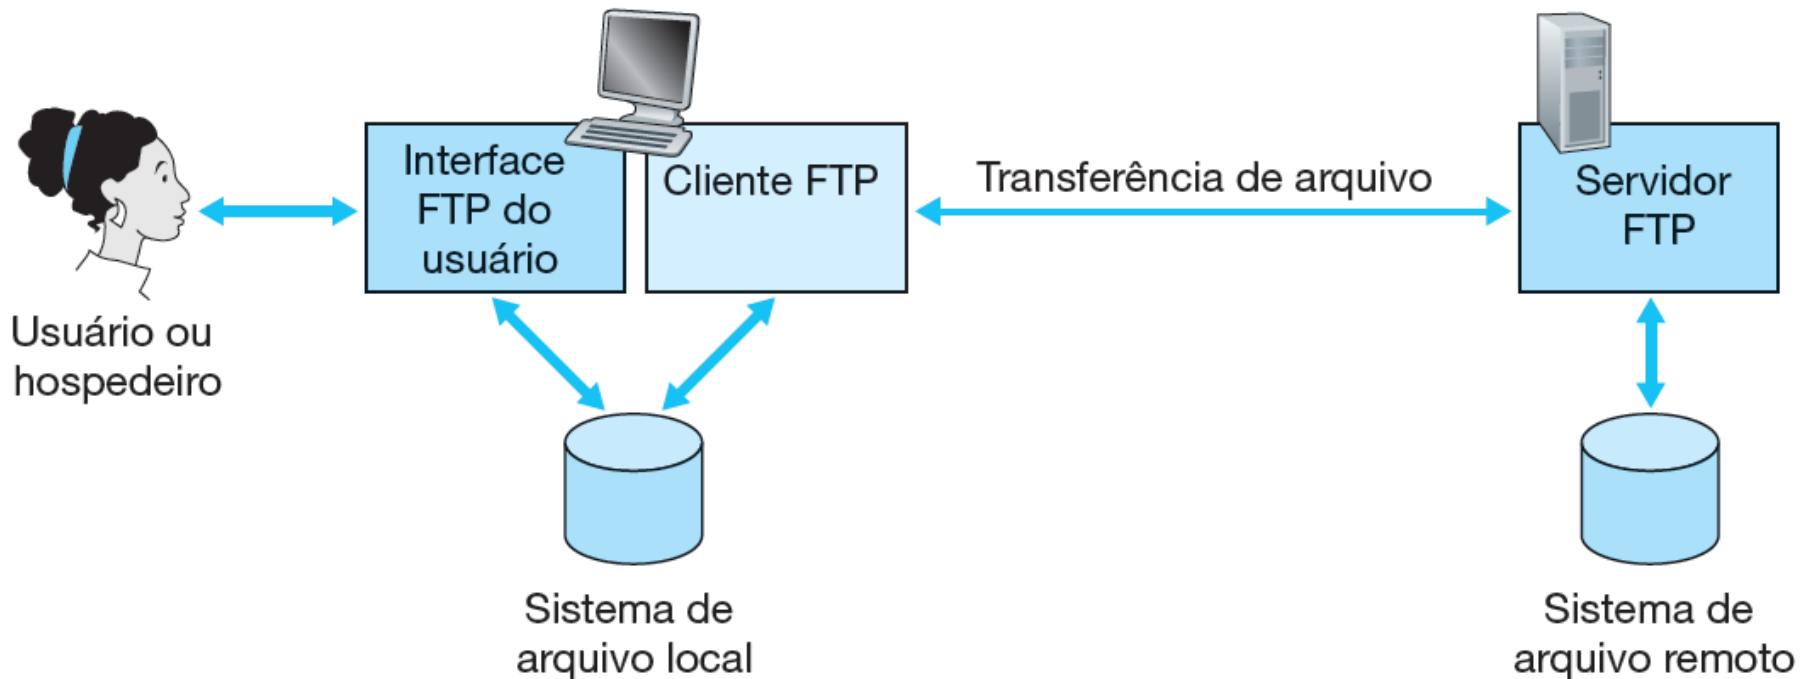 Interface
FTP do
usuário
Cliente FTP
Transferência de arquivo
Servidor
FTP
Usuário ou
hospedeiro
Sistema de
arquivo local
Sistema de
arquivo remoto